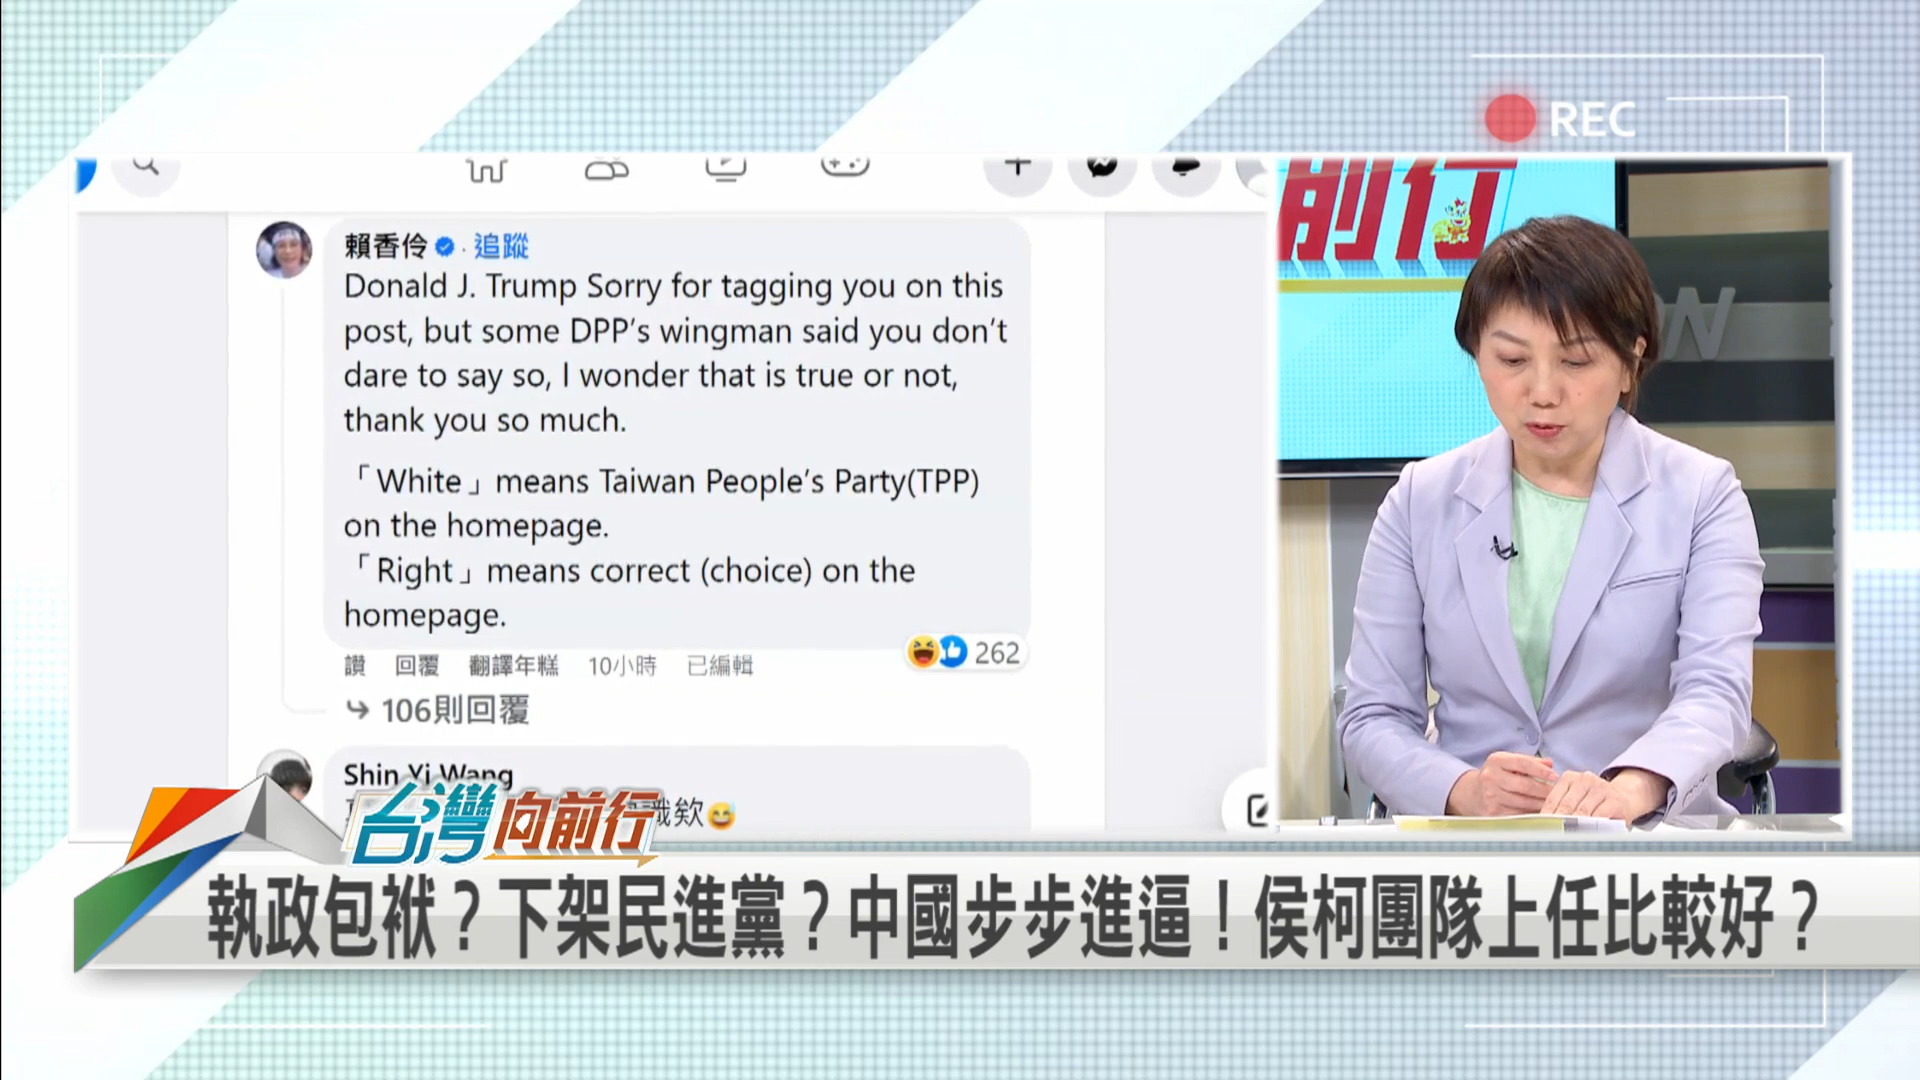 REC
前行
賴香伶 · 追蹤
Donald J. Trump Sorry for tagging you on this
post, but some DPP's wingman said you don't
dare to say so, I wonder that is true or not,
thank you so much.
「White」means Taiwan People's Party(TPP)
on the homepage.
「Right」means correct (choice) on the
homepage.
262
讚 回覆 翻譯年糕 10小時 已編輯
106則回覆
Shin Yi Wang
識欸
台灣向前行
執政包袱？下架民進黨？中國步步進逼！侯柯團隊上任比較好？